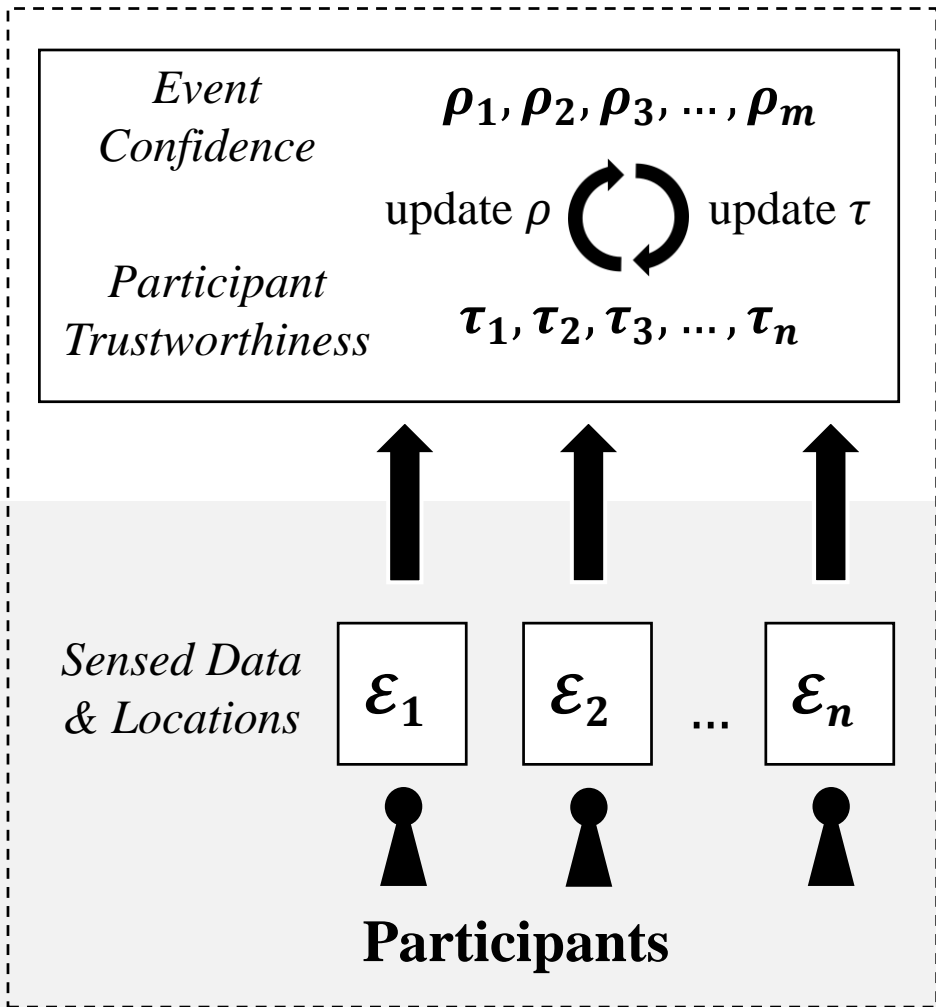 Event
Confidence
ρ₁, ρ₂, ρ₃, ..., ρₘ
update ρ
update τ
Participant
Trustworthiness
τ₁, τ₂, τ₃, ..., τₙ
Sensed Data
& Locations
ℰ₁
ℰ₂
...
ℰₙ
Participants